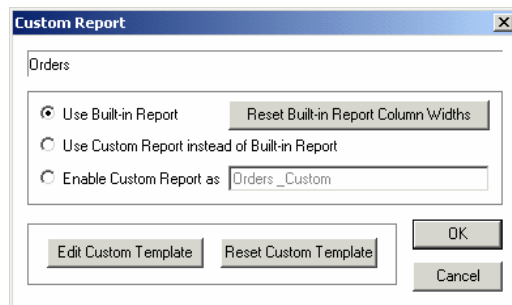 Custom Report
Orders
Use Built-in Report
Reset Built-in Report Column Widths
Use Custom Report instead of Built-in Report
Enable Custom Report as
Orders _Custom
Edit Custom Template
Reset Custom Template
OK
Cancel